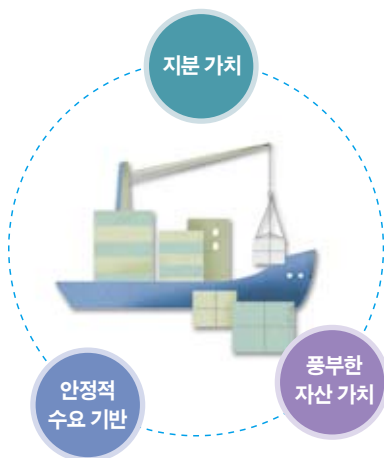 지분 가치
안정적
수요 기반
풍부한
자산 가치